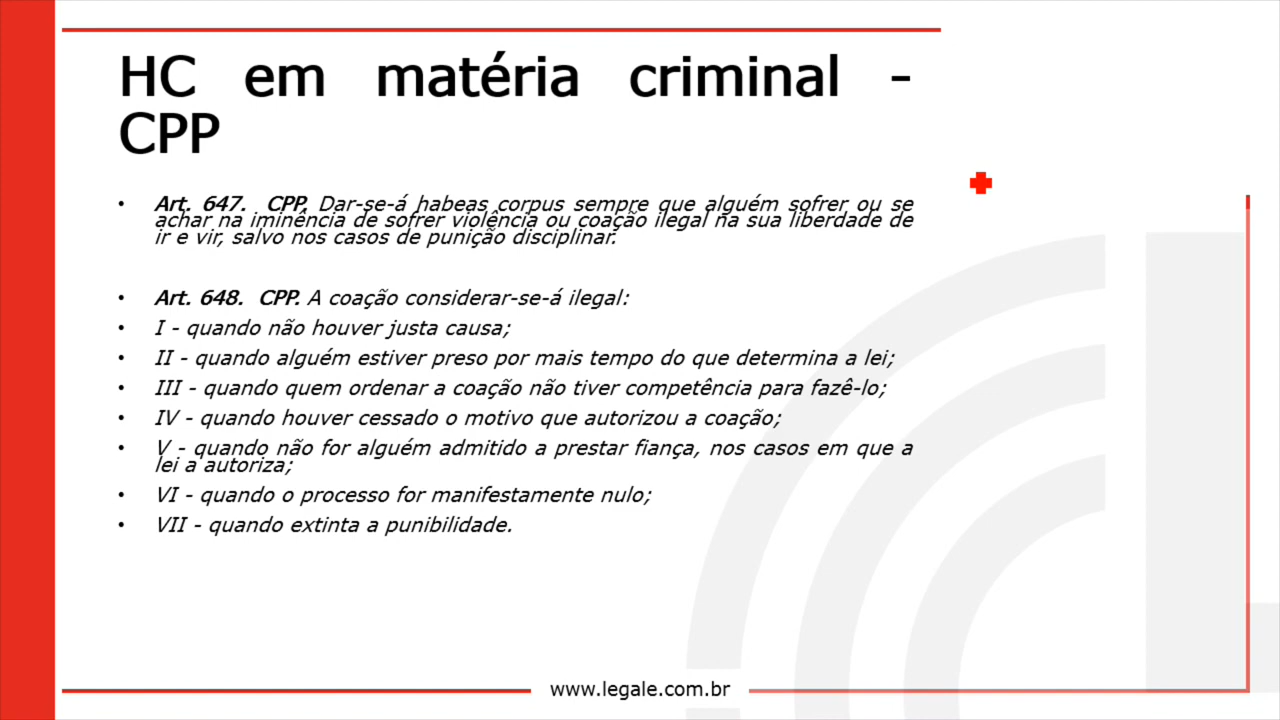 HC em matéria criminal -
CPP
• Art. 647. CPP. Dar-se-á habeas corpus sempre que alguém sofrer ou se
achar na iminência de sofrer violência ou coação ilegal na sua liberdade de
ir e vir, salvo nos casos de punição disciplinar.
• Art. 648. CPP. A coação considerar-se-á ilegal:
• I - quando não houver justa causa;
• II - quando alguém estiver preso por mais tempo do que determina a lei;
• III - quando quem ordenar a coação não tiver competência para fazê-lo;
• IV - quando houver cessado o motivo que autorizou a coação;
• V - quando não for alguém admitido a prestar fiança, nos casos em que a
lei a autoriza;
• VI - quando o processo for manifestamente nulo;
• VII - quando extinta a punibilidade.
www.legale.com.br